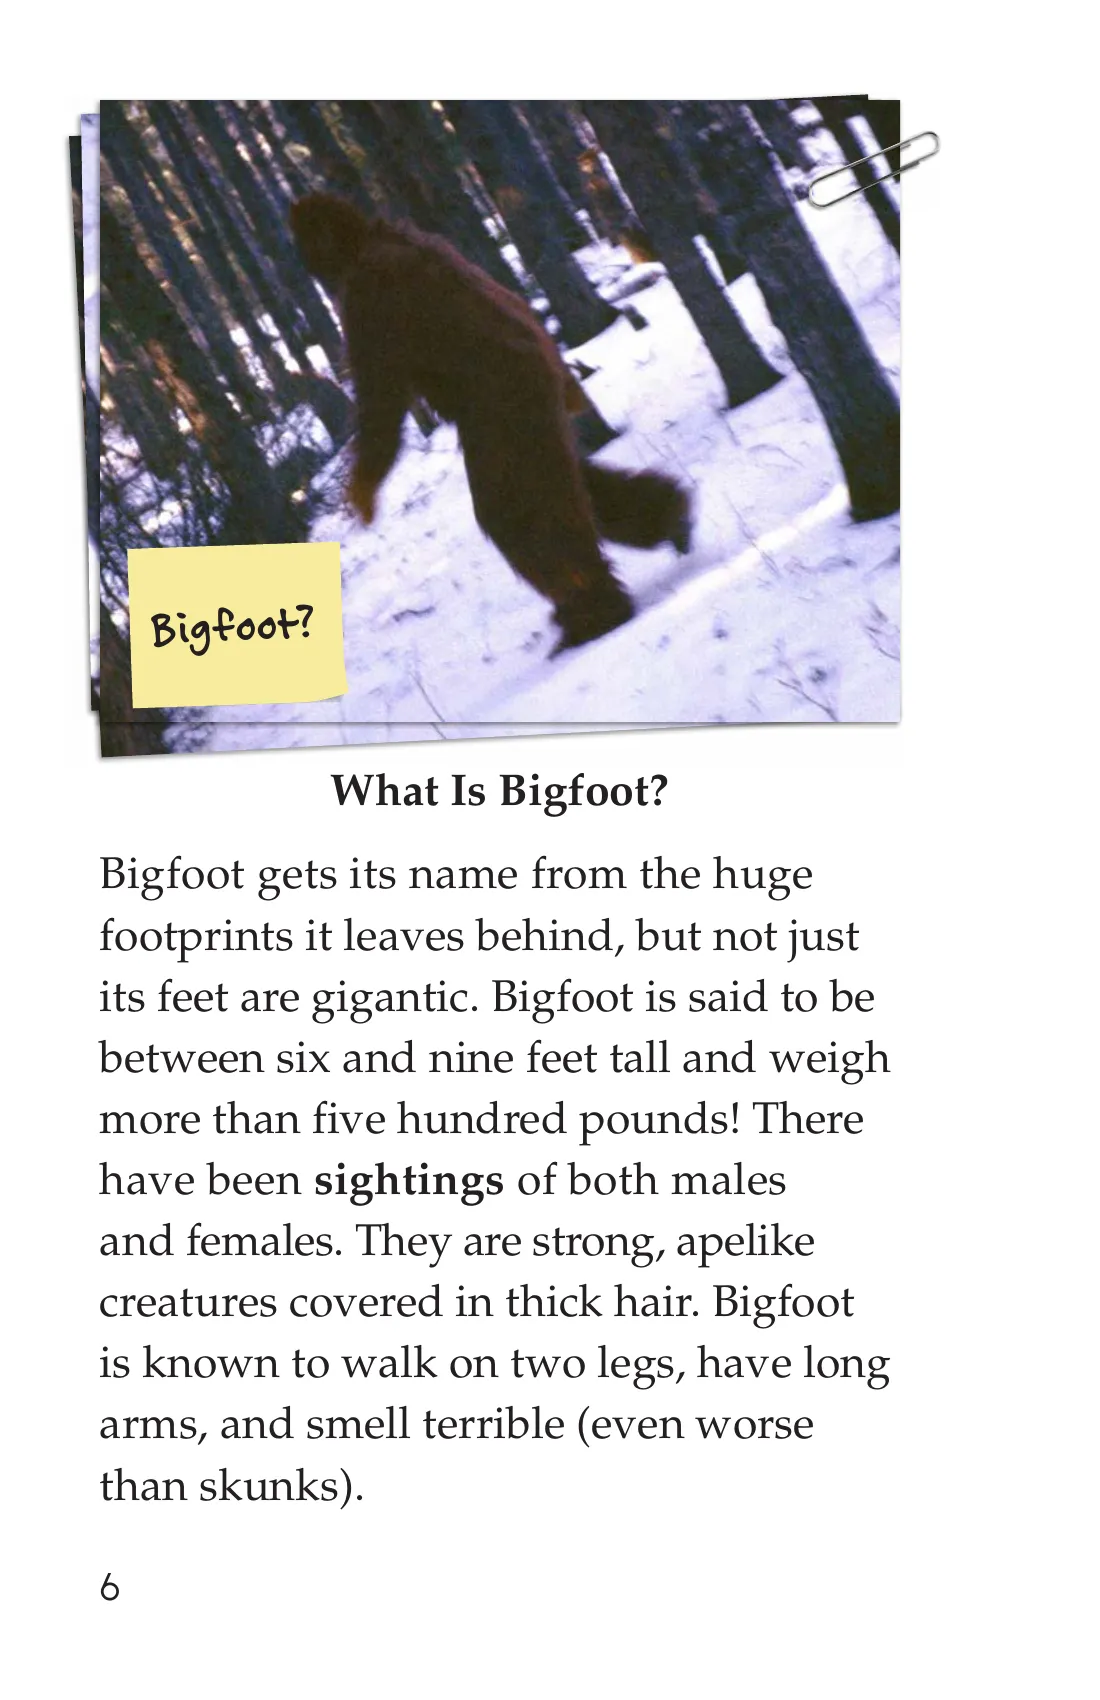 Bigfoot?
What Is Bigfoot?
Bigfoot gets its name from the huge
footprints it leaves behind, but not just
its feet are gigantic. Bigfoot is said to be
between six and nine feet tall and weigh
more than five hundred pounds! There
have been sightings of both males
and females. They are strong, apelike
creatures covered in thick hair. Bigfoot
is known to walk on two legs, have long
arms, and smell terrible (even worse
than skunks).
6